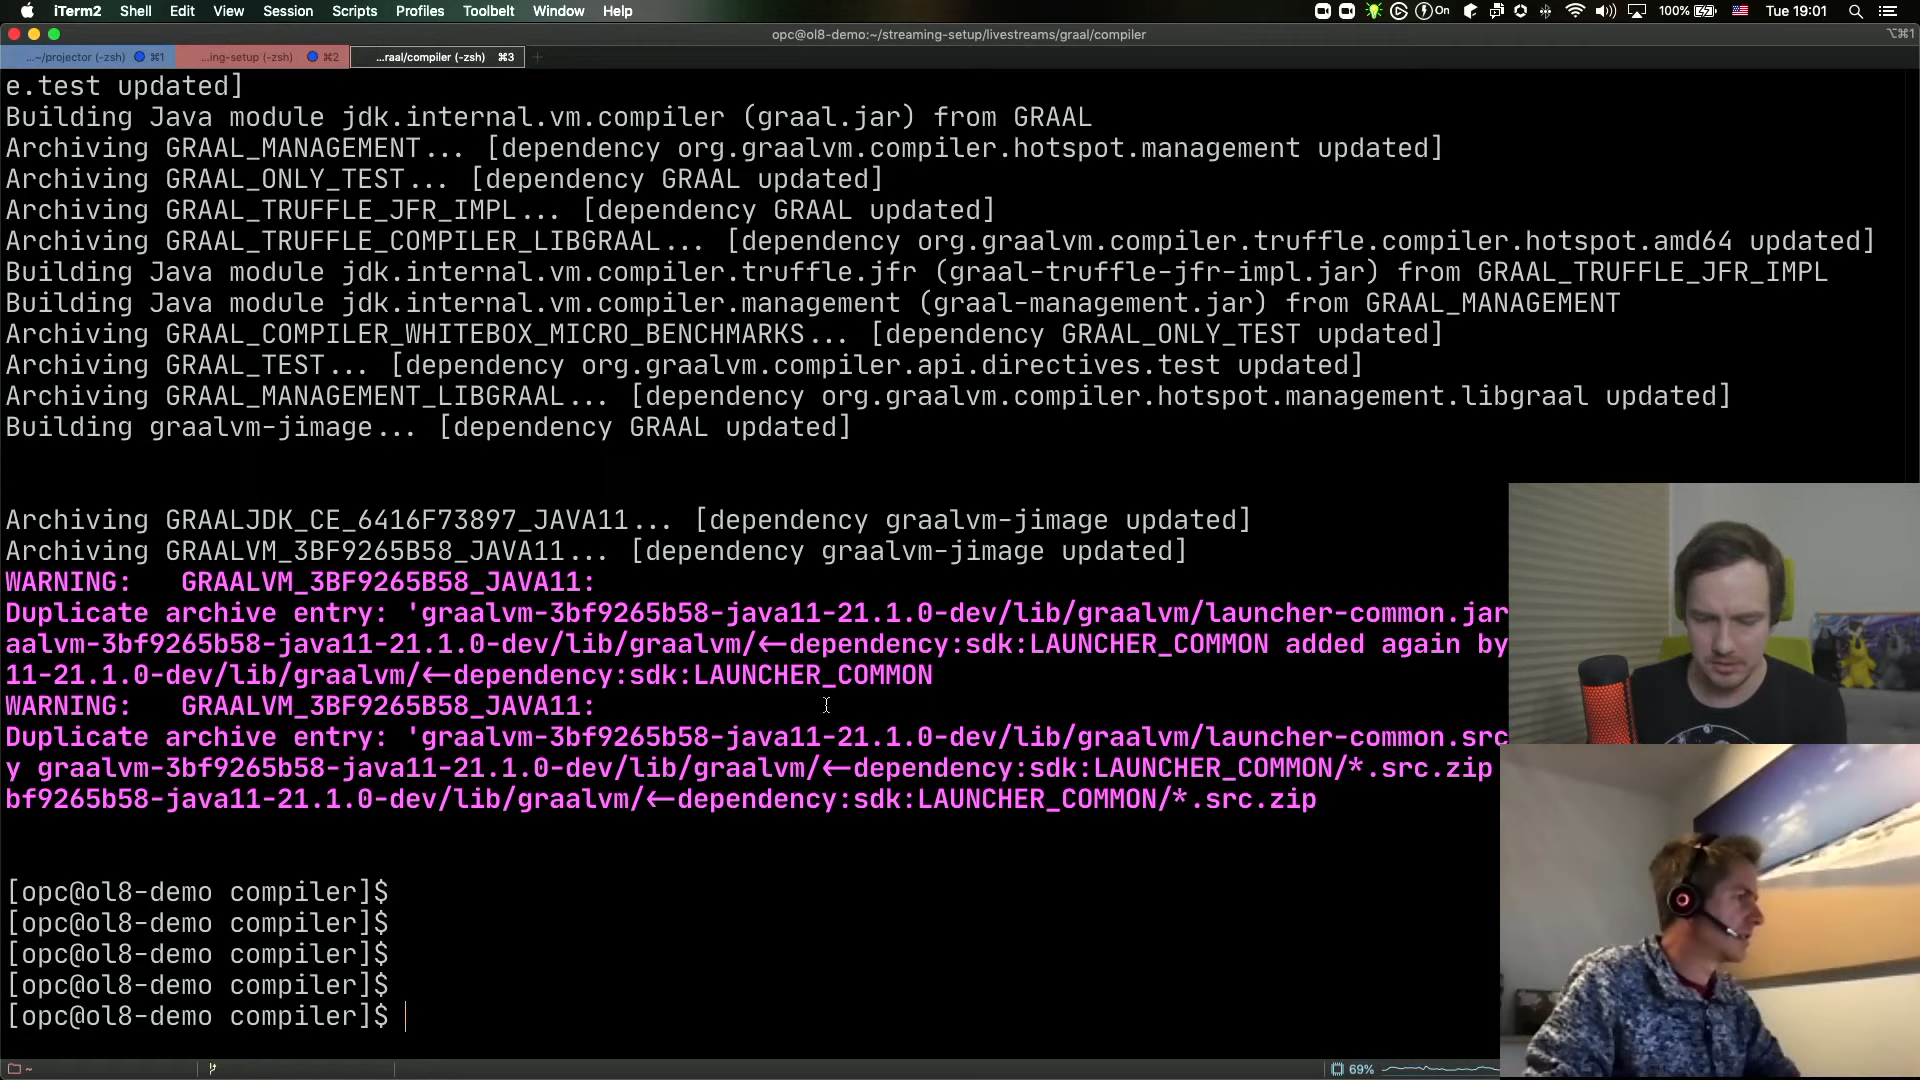 iTerm2 Shell Edit View Session Scripts Profiles Toolbelt Window Help On 100% Tue 19:01
opc@ol8-demo:~/streaming-setup/livestreams/graal/compiler ⌥⌘1
...~/projector (-zsh) ⌘1 ...ing-setup (-zsh) ⌘2 ...raal/compiler (-zsh) ⌘3 +
e.test updated]
Building Java module jdk.internal.vm.compiler (graal.jar) from GRAAL
Archiving GRAAL_MANAGEMENT... [dependency org.graalvm.compiler.hotspot.management updated]
Archiving GRAAL_ONLY_TEST... [dependency GRAAL updated]
Archiving GRAAL_TRUFFLE_JFR_IMPL... [dependency GRAAL updated]
Archiving GRAAL_TRUFFLE_COMPILER_LIBGRAAL... [dependency org.graalvm.compiler.truffle.compiler.hotspot.amd64 updated]
Building Java module jdk.internal.vm.compiler.truffle.jfr (graal-truffle-jfr-impl.jar) from GRAAL_TRUFFLE_JFR_IMPL
Building Java module jdk.internal.vm.compiler.management (graal-management.jar) from GRAAL_MANAGEMENT
Archiving GRAAL_COMPILER_WHITEBOX_MICRO_BENCHMARKS... [dependency GRAAL_ONLY_TEST updated]
Archiving GRAAL_TEST... [dependency org.graalvm.compiler.api.directives.test updated]
Archiving GRAAL_MANAGEMENT_LIBGRAAL... [dependency org.graalvm.compiler.hotspot.management.libgraal updated]
Building graalvm-jimage... [dependency GRAAL updated]
Archiving GRAALJDK_CE_6416F73897_JAVA11... [dependency graalvm-jimage updated]
Archiving GRAALVM_3BF9265B58_JAVA11... [dependency graalvm-jimage updated]
WARNING: GRAALVM_3BF9265B58_JAVA11:
Duplicate archive entry: 'graalvm-3bf9265b58-java11-21.1.0-dev/lib/graalvm/launcher-common.jar
aalvm-3bf9265b58-java11-21.1.0-dev/lib/graalvm/<-dependency:sdk:LAUNCHER_COMMON added again by
11-21.1.0-dev/lib/graalvm/<-dependency:sdk:LAUNCHER_COMMON
WARNING: GRAALVM_3BF9265B58_JAVA11:
Duplicate archive entry: 'graalvm-3bf9265b58-java11-21.1.0-dev/lib/graalvm/launcher-common.src
y graalvm-3bf9265b58-java11-21.1.0-dev/lib/graalvm/<-dependency:sdk:LAUNCHER_COMMON/*.src.zip
bf9265b58-java11-21.1.0-dev/lib/graalvm/<-dependency:sdk:LAUNCHER_COMMON/*.src.zip
[opc@ol8-demo compiler]$
[opc@ol8-demo compiler]$
[opc@ol8-demo compiler]$
[opc@ol8-demo compiler]$
[opc@ol8-demo compiler]$
~ 69%